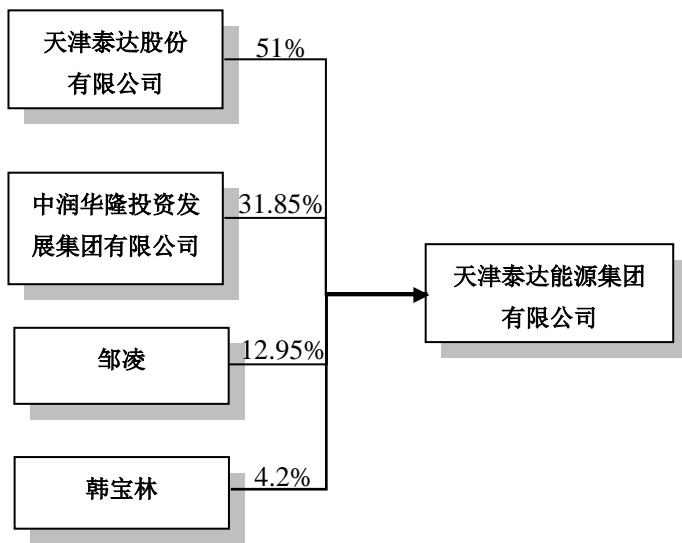 天津泰达股份
有限公司
51%
中润华隆投资发
展集团有限公司
31.85%
天津泰达能源集团
有限公司
邹凌
12.95%
韩宝林
4.2%